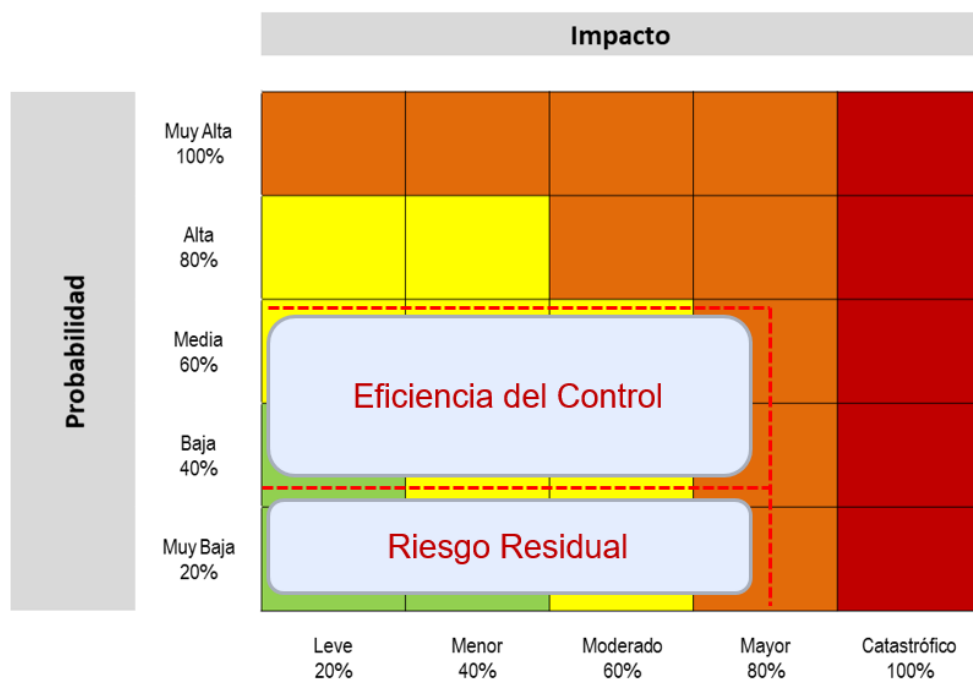 Impacto
Probabilidad
Muy Alta
100%
Alta
80%
Media
60%
Baja
40%
Muy Baja
20%
Eficiencia del Control
Riesgo Residual
Leve
20%
Menor
40%
Moderado
60%
Mayor
80%
Catastrófico
100%